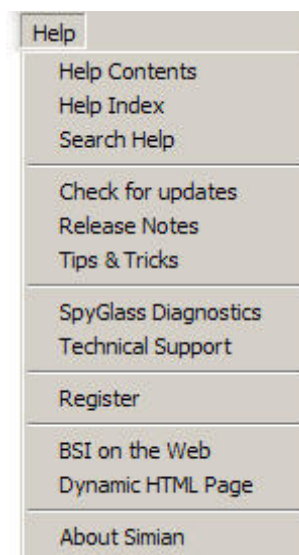 Help
Help Contents
Help Index
Search Help
Check for updates
Release Notes
Tips & Tricks
SpyGlass Diagnostics
Technical Support
Register
BSI on the Web
Dynamic HTML Page
About Simian